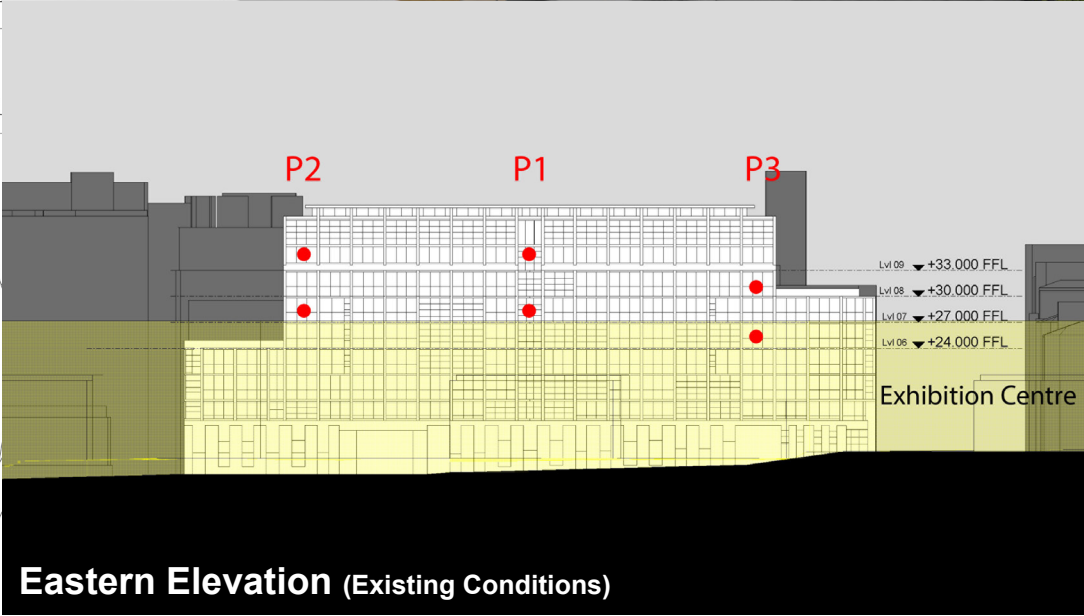 P2
P1
P3
Lvl 09 +33.000 FFL
Lvl 08 +30.000 FFL
Lvl 07 +27.000 FFL
Lvl 06 +24.000 FFL
Exhibition Centre
Eastern Elevation (Existing Conditions)